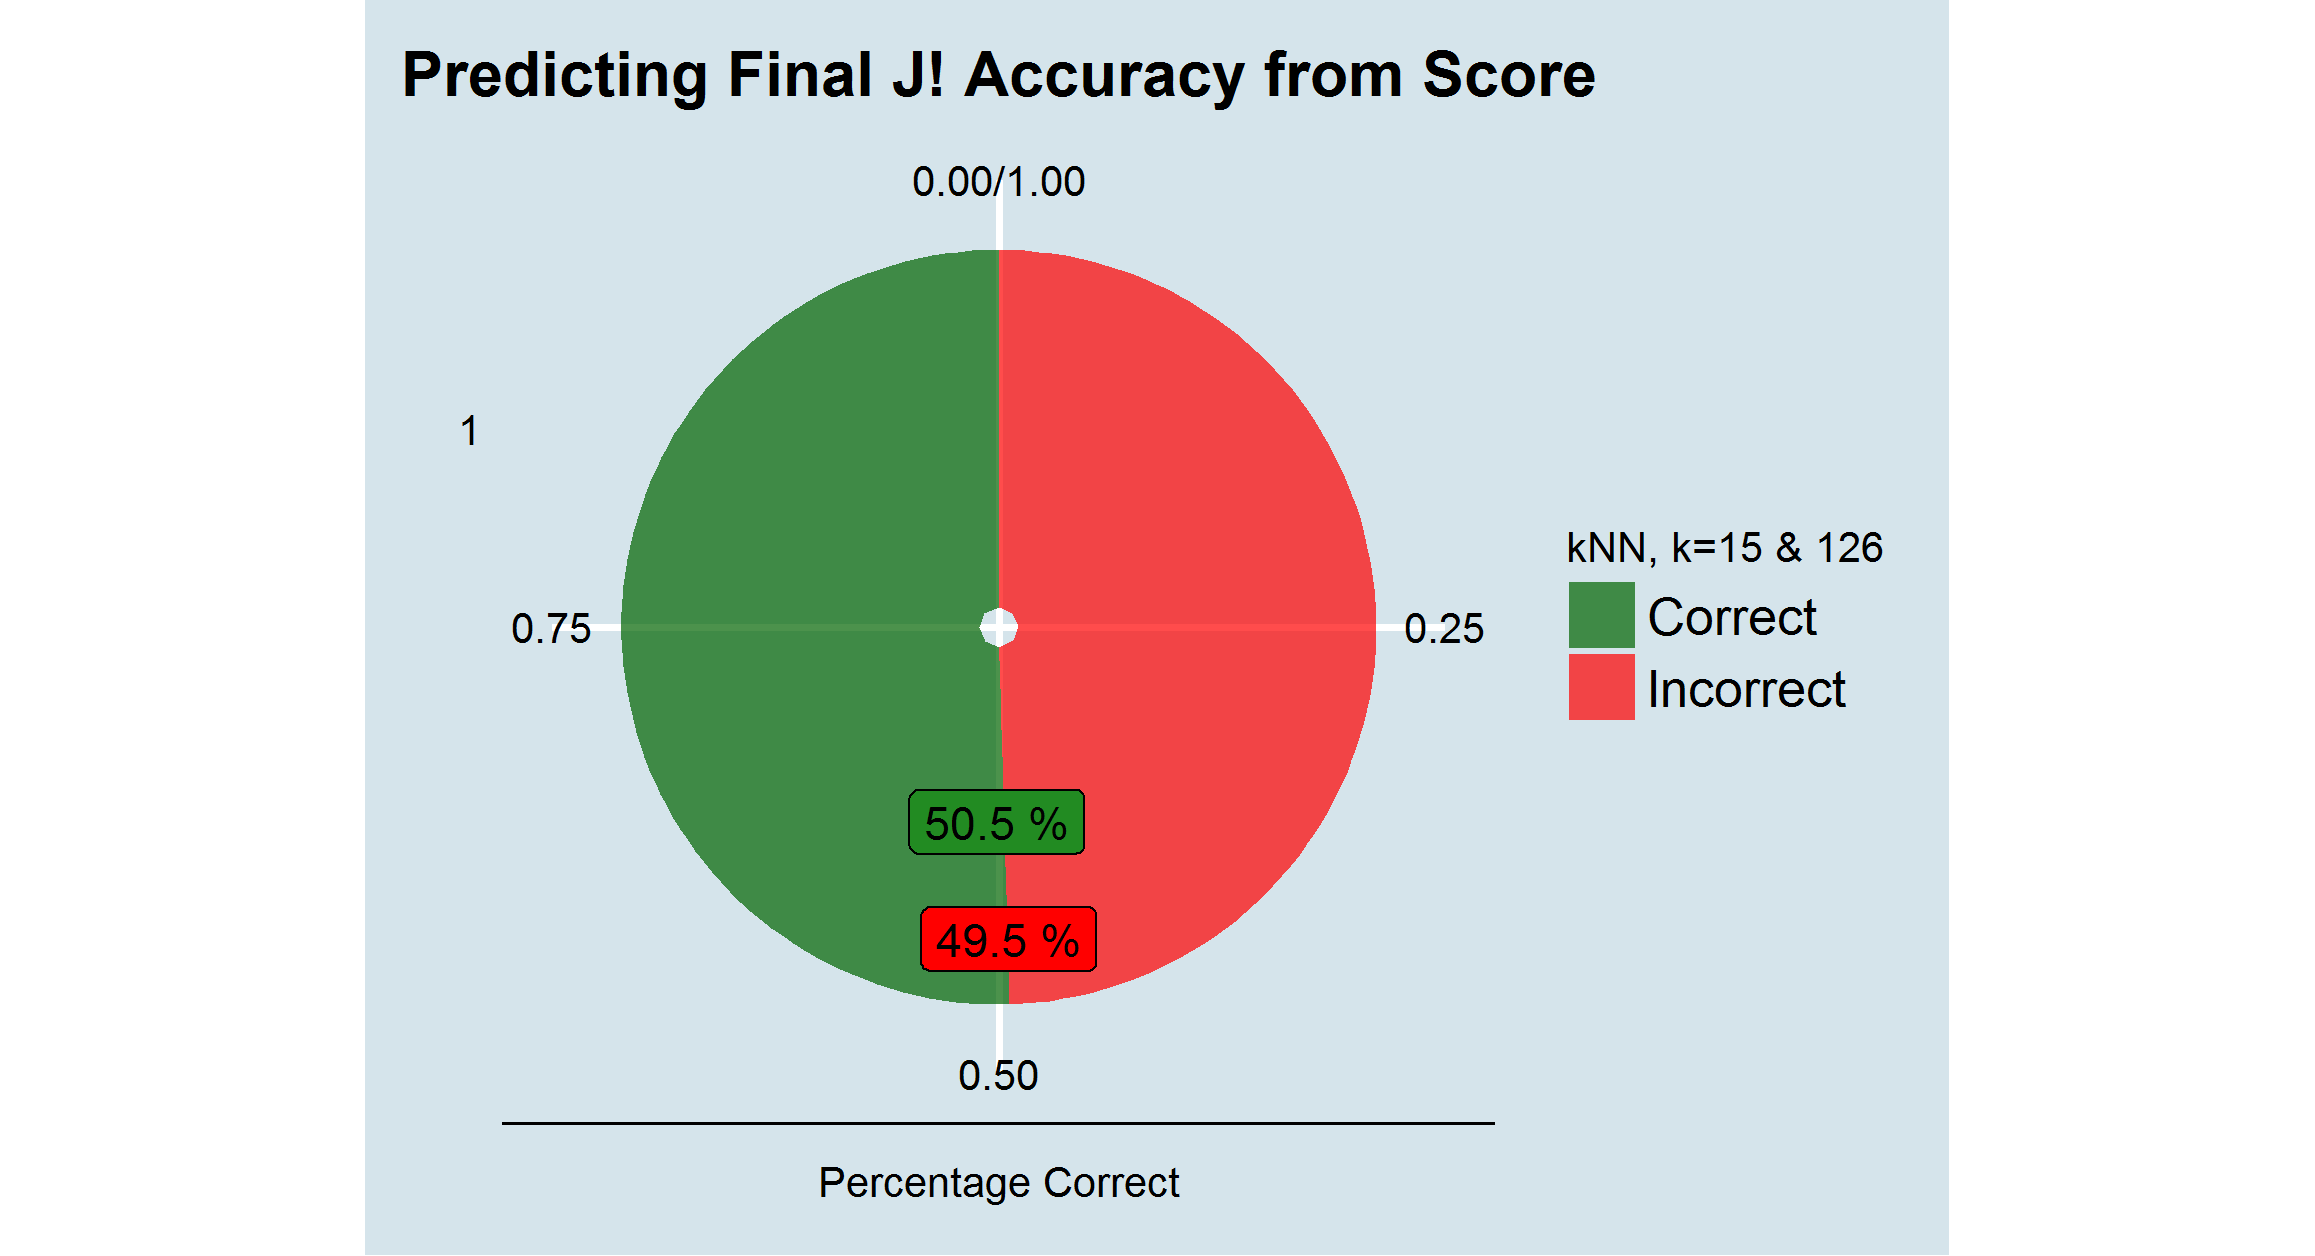 Predicting Final J! Accuracy from Score
0.00/1.00
1
0.75
0.25
kNN, k=15 & 126
Correct
Incorrect
50.5 %
49.5 %
0.50
Percentage Correct